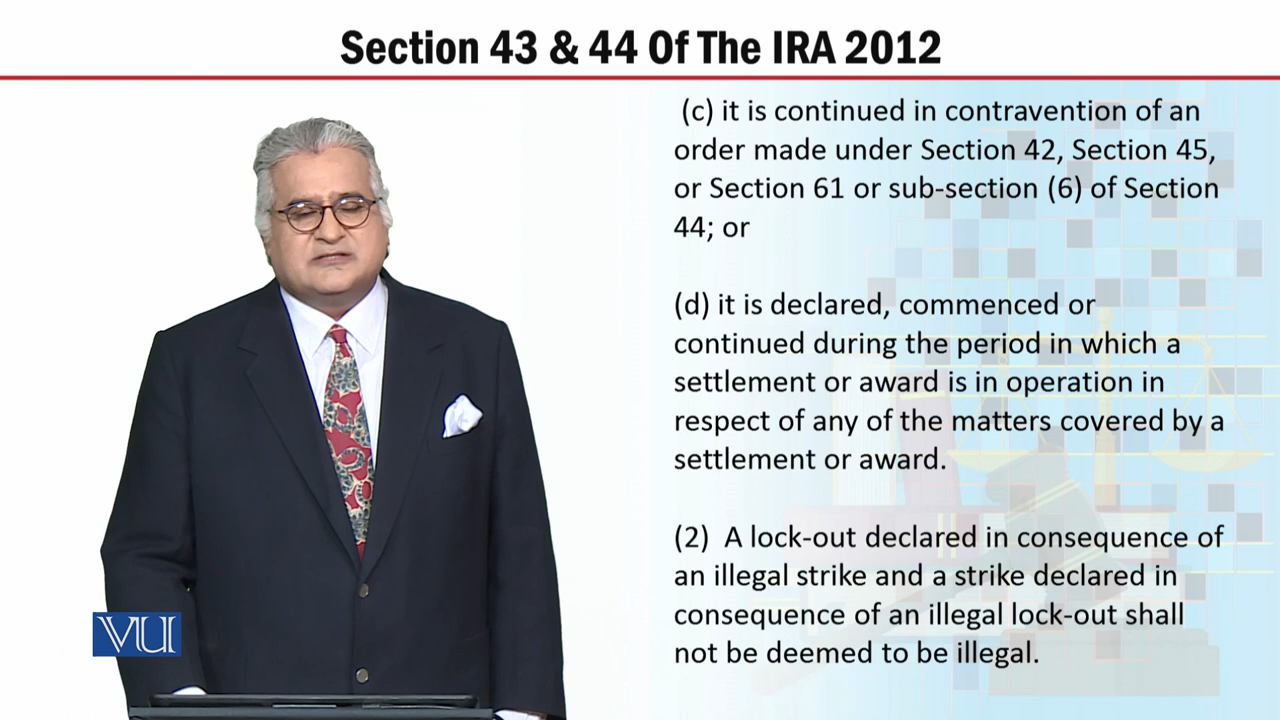 Section 43 & 44 Of The IRA 2012
(c) it is continued in contravention of an
order made under Section 42, Section 45,
or Section 61 or sub-section (6) of Section
44; or
(d) it is declared, commenced or
continued during the period in which a
settlement or award is in operation in
respect of any of the matters covered by a
settlement or award.
(2) A lock-out declared in consequence of
an illegal strike and a strike declared in
consequence of an illegal lock-out shall
not be deemed to be illegal.
VU